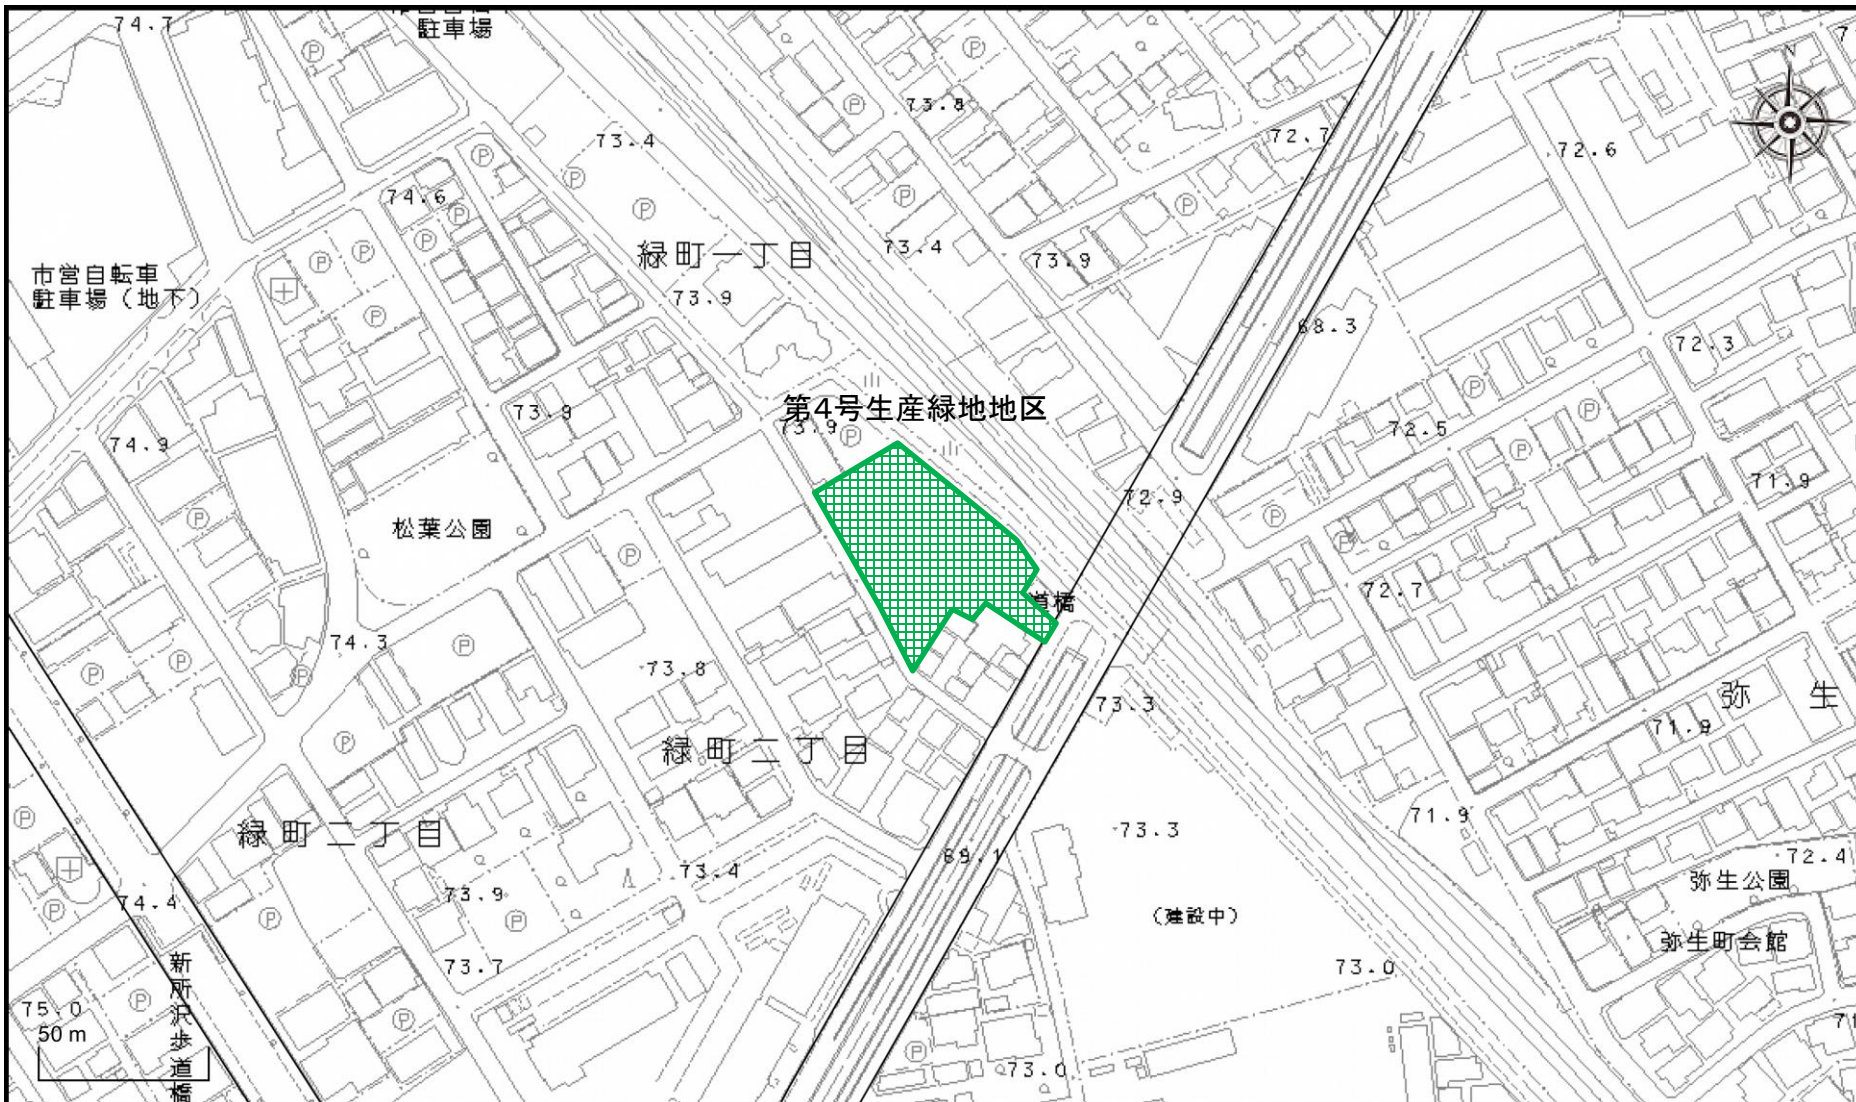 74.7
駐車場
N
73.8
73.4
72.7
72.6
74.6
緑町一丁目
73.4
73.9
市営自転車
駐車場（地下）
73.9
68.3
72.3
第4号生産緑地地区
73.9
73.9
72.5
74.9
71.9
72.9
松葉公園
72.7
道橋
74.3
73.8
弥生
73.3
71.9
緑町二丁目
71.9
緑町二丁目
73.3
69.1
72.4
73.4
弥生公園
73.9
74.4
（建設中）
弥生町会館
73.7
73.0
新所沢歩道橋
75.0
50 m
73.0
P